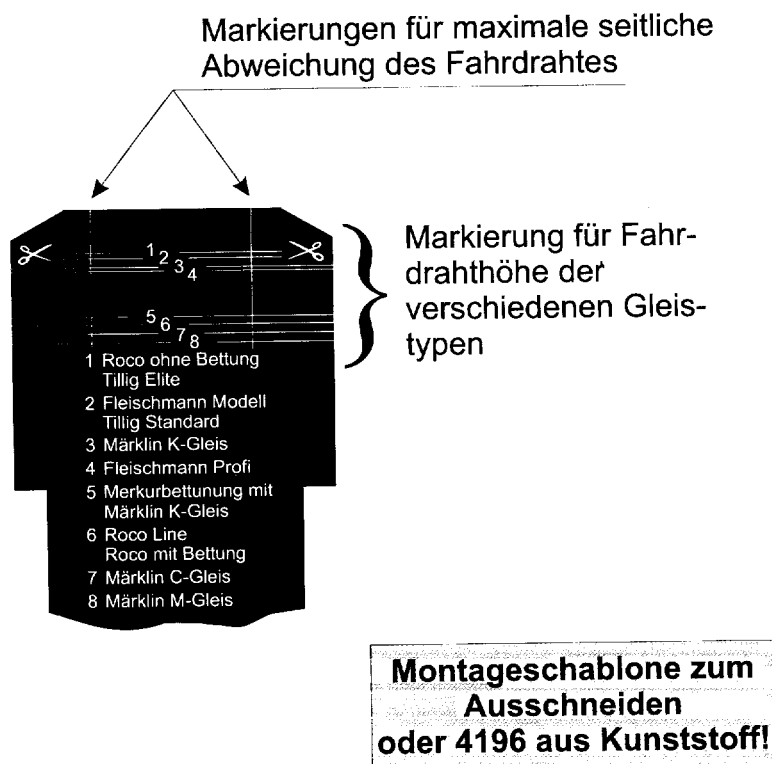 Markierungen für maximale seitliche
Abweichung des Fahrdrahtes
1
2
3
4
Markierung für Fahr-
drahthöhe der
verschiedenen Gleis-
typen
5
6
7
8
1 Roco ohne Bettung
Tillig Elite
2 Fleischmann Modell
Tillig Standard
3 Märklin K-Gleis
4 Fleischmann Profi
5 Merkurbettunung mit
Märklin K-Gleis
6 Roco Line
Roco mit Bettung
7 Märklin C-Gleis
8 Märklin M-Gleis
Montageschablone zum
Ausschneiden
oder 4196 aus Kunststoff!